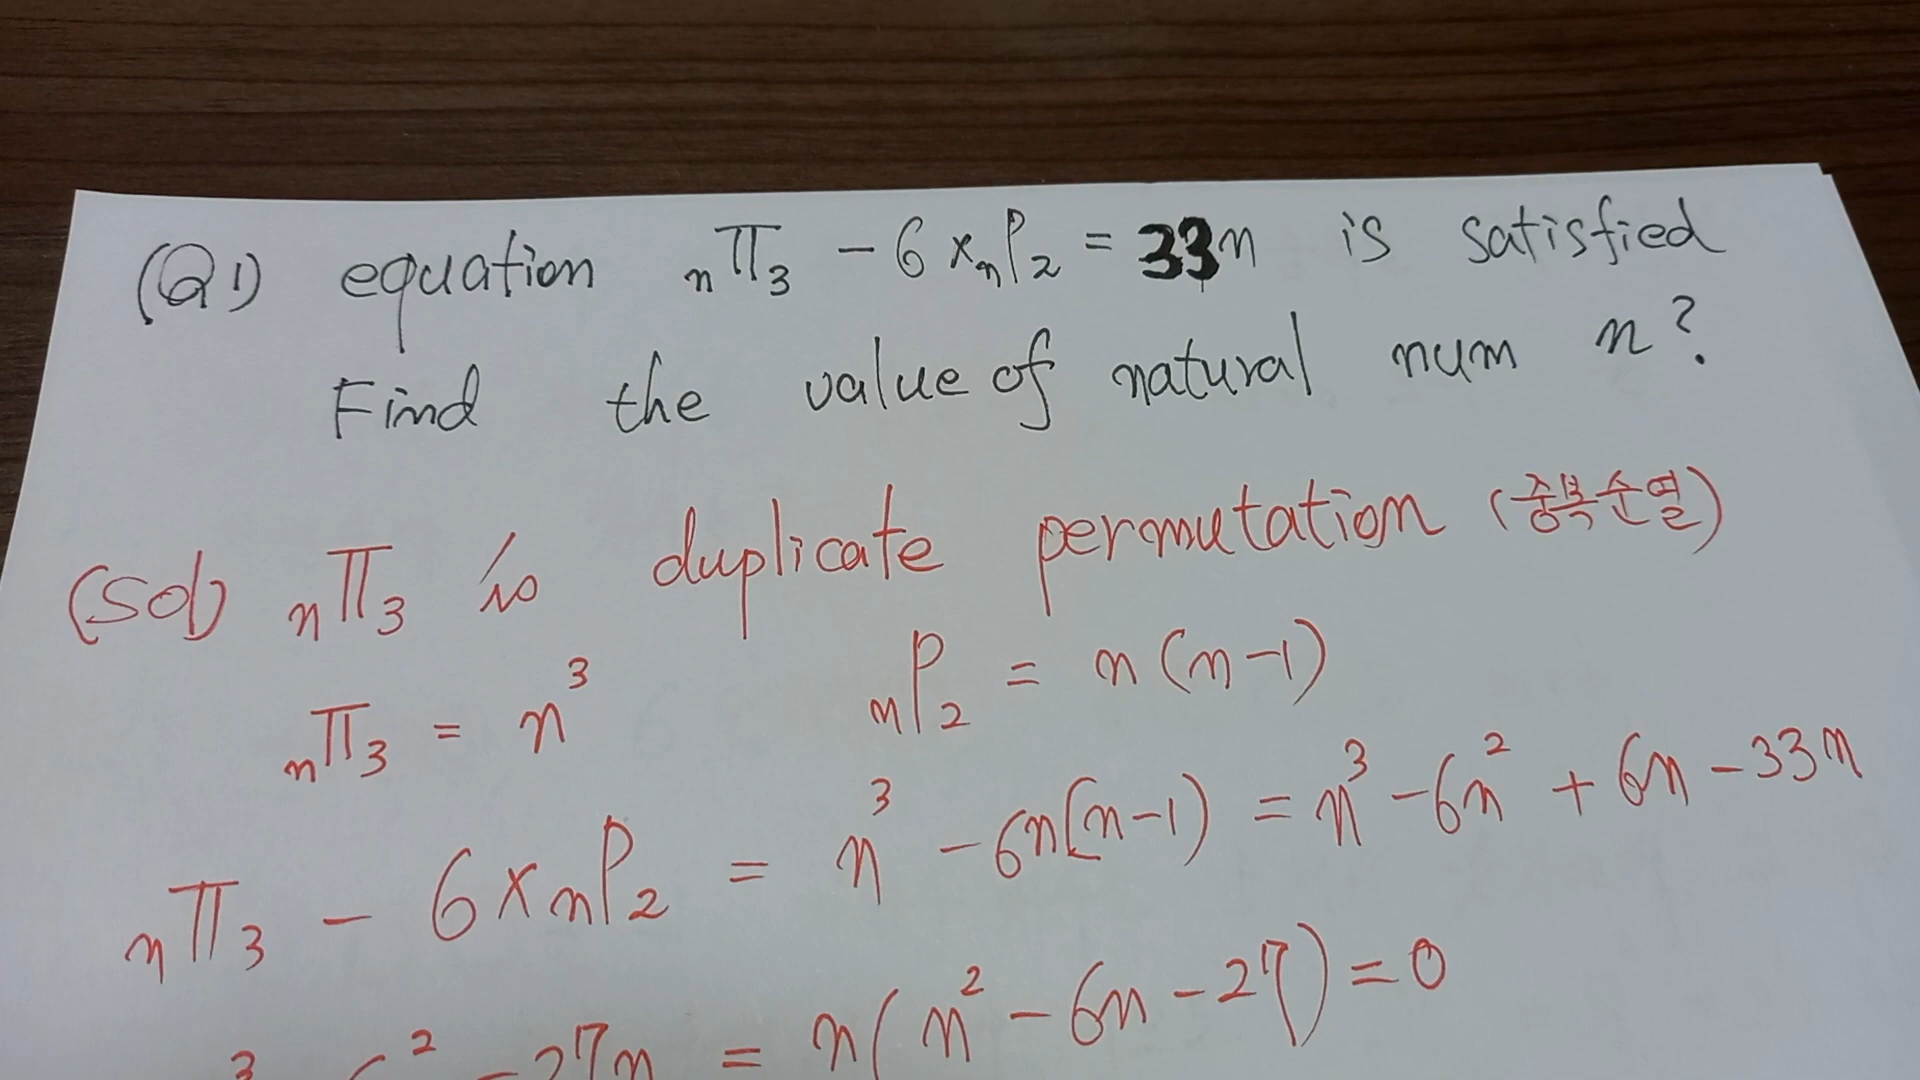 (Q1) equation ₙΠ₃ - 6×ₙP₂ = 33n is satisfied
Find the value of natural num n?
(Sol) ₙΠ₃ is duplicate permutation (중복순열)
ₙΠ₃ = n³ ₙP₂ = n(n-1)
ₙΠ₃ - 6×ₙP₂ = n³ - 6n(n-1) = n³ - 6n² + 6n - 33n
- 27n = n(n² - 6n - 27) = 0